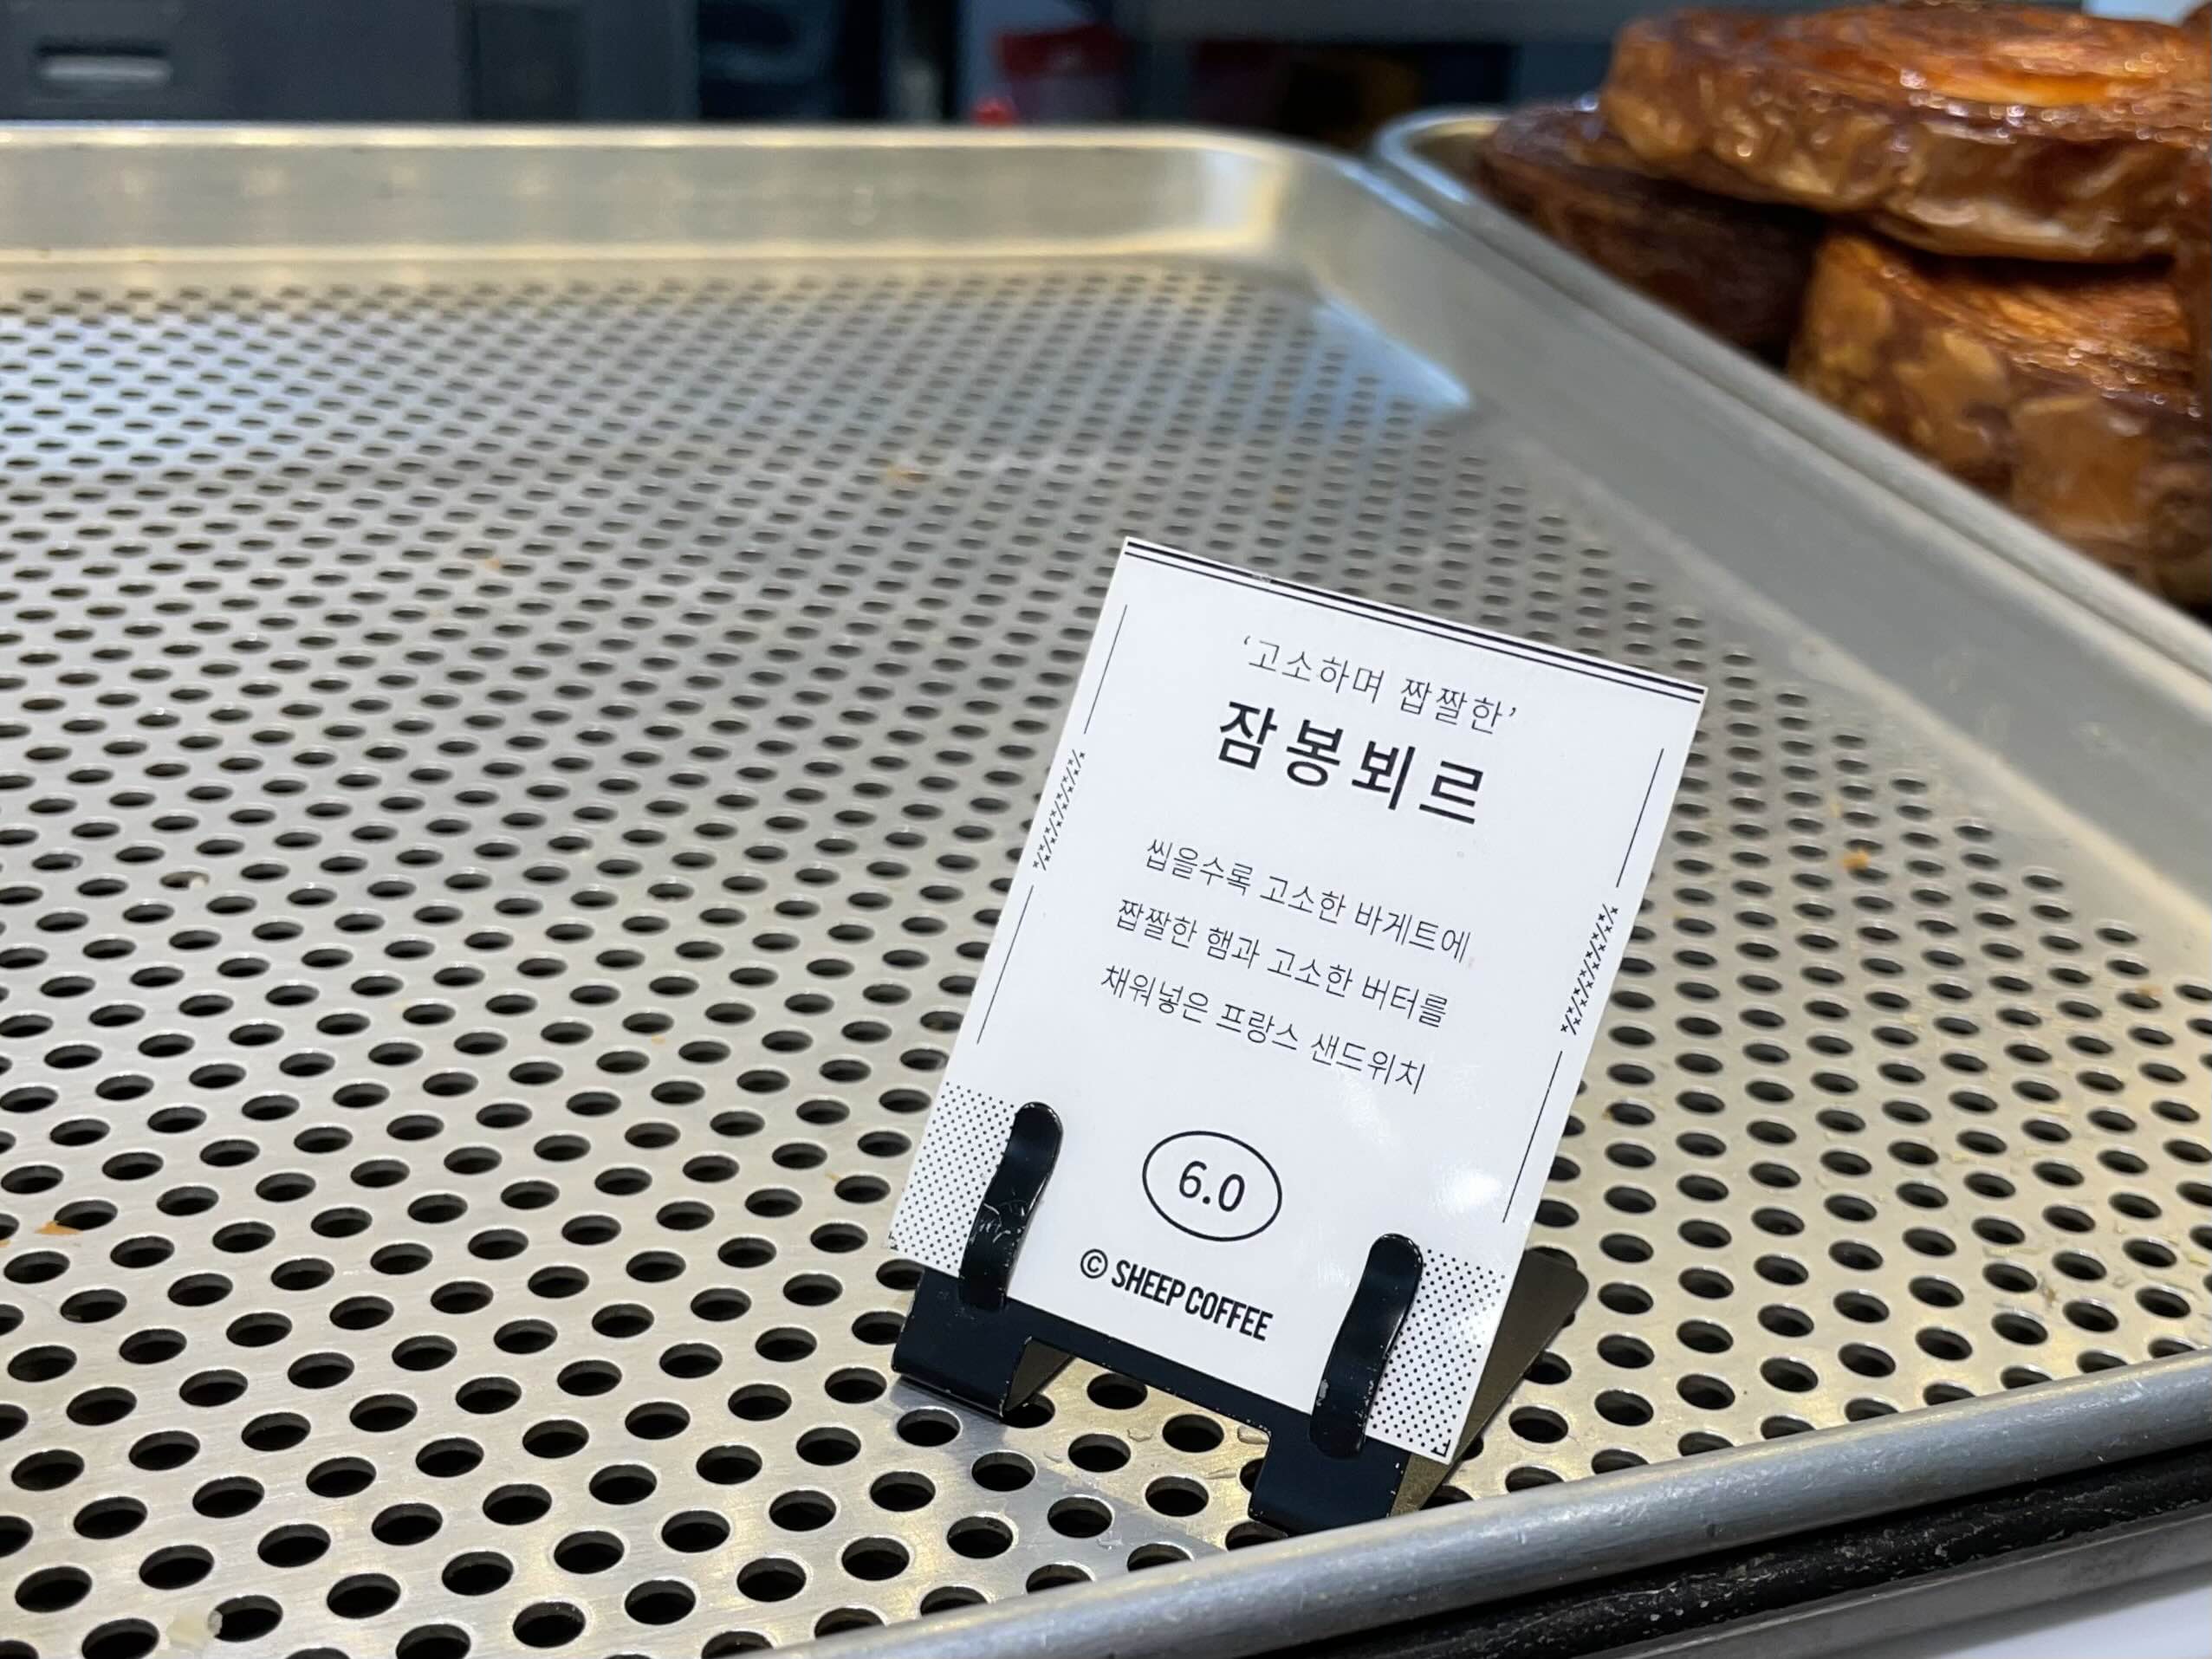 ‘고소하며 짭짤한’
잠봉뵈르
씹을수록 고소한 바게트에
짭짤한 햄과 고소한 버터를
채워넣은 프랑스 샌드위치
6.0
© SHEEP COFFEE